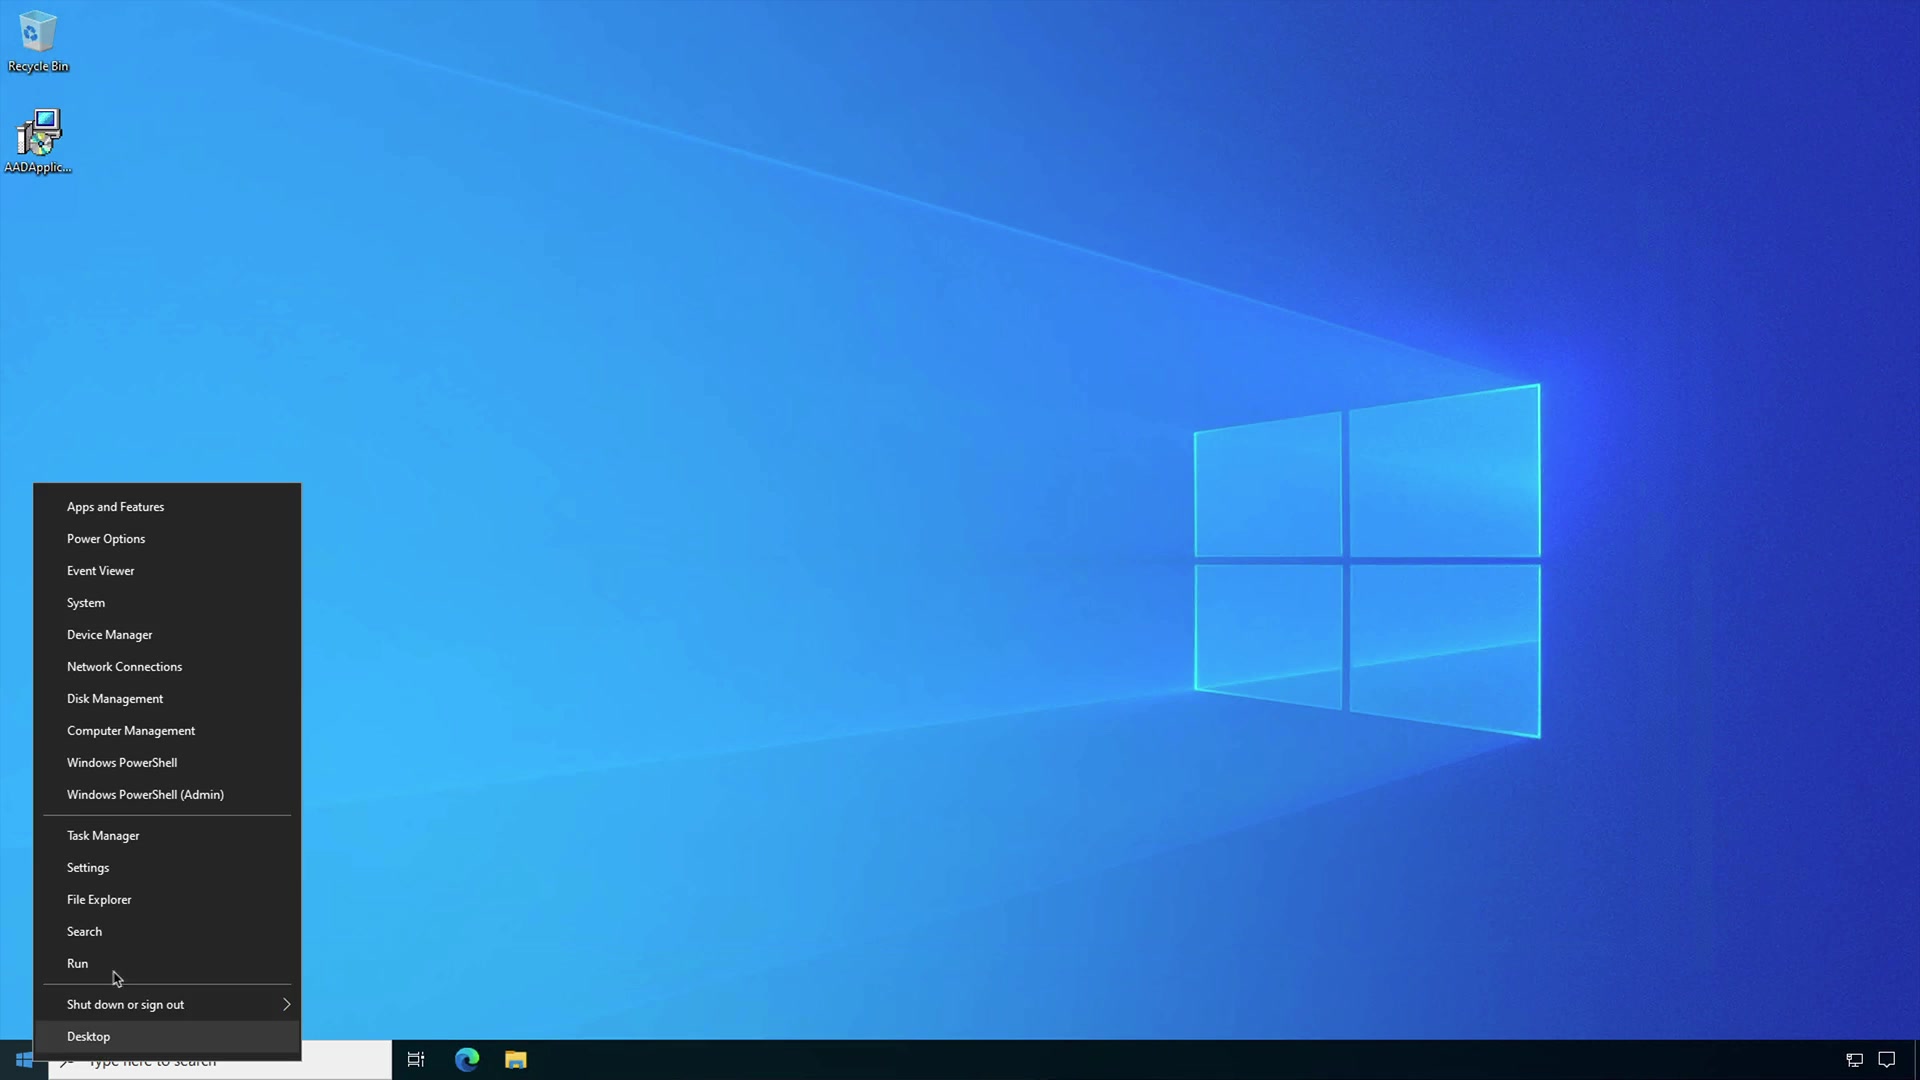 Recycle Bin
AADApplic...
Apps and Features
Power Options
Event Viewer
System
Device Manager
Network Connections
Disk Management
Computer Management
Windows PowerShell
Windows PowerShell (Admin)
Task Manager
Settings
File Explorer
Search
Run
Shut down or sign out
Desktop
Type here to search